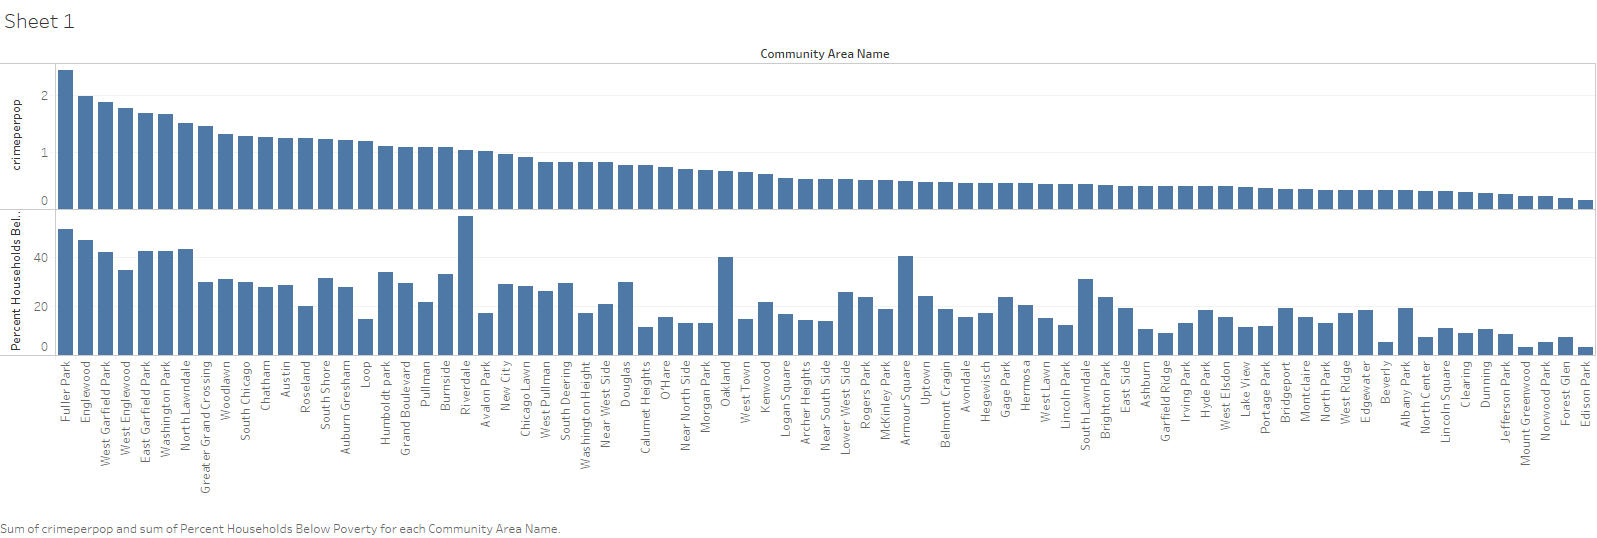 Sheet 1
Community Area Name
crimeperpop
2
1
0
Percent Households Bel..
40
20
0
Fuller Park
Englewood
West Garfield Park
West Englewood
East Garfield Park
Washington Park
North Lawndale
Greater Grand Crossing
Woodlawn
South Chicago
Chatham
Austin
Roseland
South Shore
Auburn Gresham
Loop
Humboldt park
Grand Boulevard
Pullman
Burnside
Riverdale
Avalon Park
New City
Chicago Lawn
West Pullman
South Deering
Washington Height
Near West Side
Douglas
Calumet Heights
O'Hare
Near North Side
Morgan Park
Oakland
West Town
Kenwood
Logan Square
Archer Heights
Near South Side
Lower West Side
Rogers Park
McKinley Park
Armour Square
Uptown
Belmont Cragin
Avondale
Hegewisch
Gage Park
Hermosa
West Lawn
Lincoln Park
South Lawndale
Brighton Park
East Side
Ashburn
Garfield Ridge
Irving Park
Hyde Park
West Elsdon
Lake View
Portage Park
Bridgeport
Montclaire
North Park
West Ridge
Edgewater
Beverly
Albany Park
North Center
Lincoln Square
Clearing
Dunning
Jefferson Park
Mount Greenwood
Norwood Park
Forest Glen
Edison Park
Sum of crimeperpop and sum of Percent Households Below Poverty for each Community Area Name.